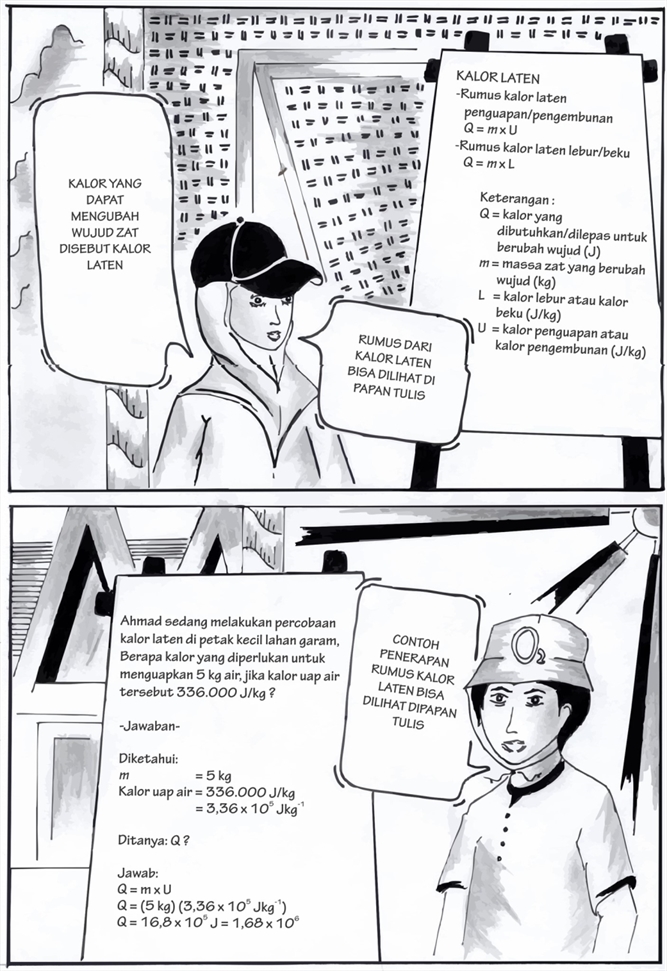 KALOR YANG
DAPAT
MENGUBAH
WUJUD ZAT
DISEBUT KALOR
LATEN
RUMUS DARI
KALOR LATEN
BISA DILIHAT DI
PAPAN TULIS
KALOR LATEN
-Rumus kalor laten
penguapan/pengembunan
Q = m x U
-Rumus kalor laten lebur/beku
Q = m x L
Keterangan :
Q = kalor yang
dibutuhkan/dilepas untuk
berubah wujud (J)
m = massa zat yang berubah
wujud (kg)
L = kalor lebur atau kalor
beku (J/kg)
U = kalor penguapan atau
kalor pengembunan (J/kg)
Ahmad sedang melakukan percobaan
kalor laten di petak kecil lahan garam,
Berapa kalor yang diperlukan untuk
menguapkan 5 kg air, jika kalor uap air
tersebut 336.000 J/kg ?
-Jawaban-
Diketahui:
m = 5 kg
Kalor uap air = 336.000 J/kg
= 3,36 x 10⁵ Jkg⁻¹
Ditanya: Q ?
Jawab:
Q = m x U
Q = (5 kg) (3,36 x 10⁵ Jkg⁻¹)
Q = 16,8 x 10⁵ J = 1,68 x 10⁶
CONTOH
PENERAPAN
RUMUS KALOR
LATEN BISA
DILIHAT DIPAPAN
TULIS
O₂